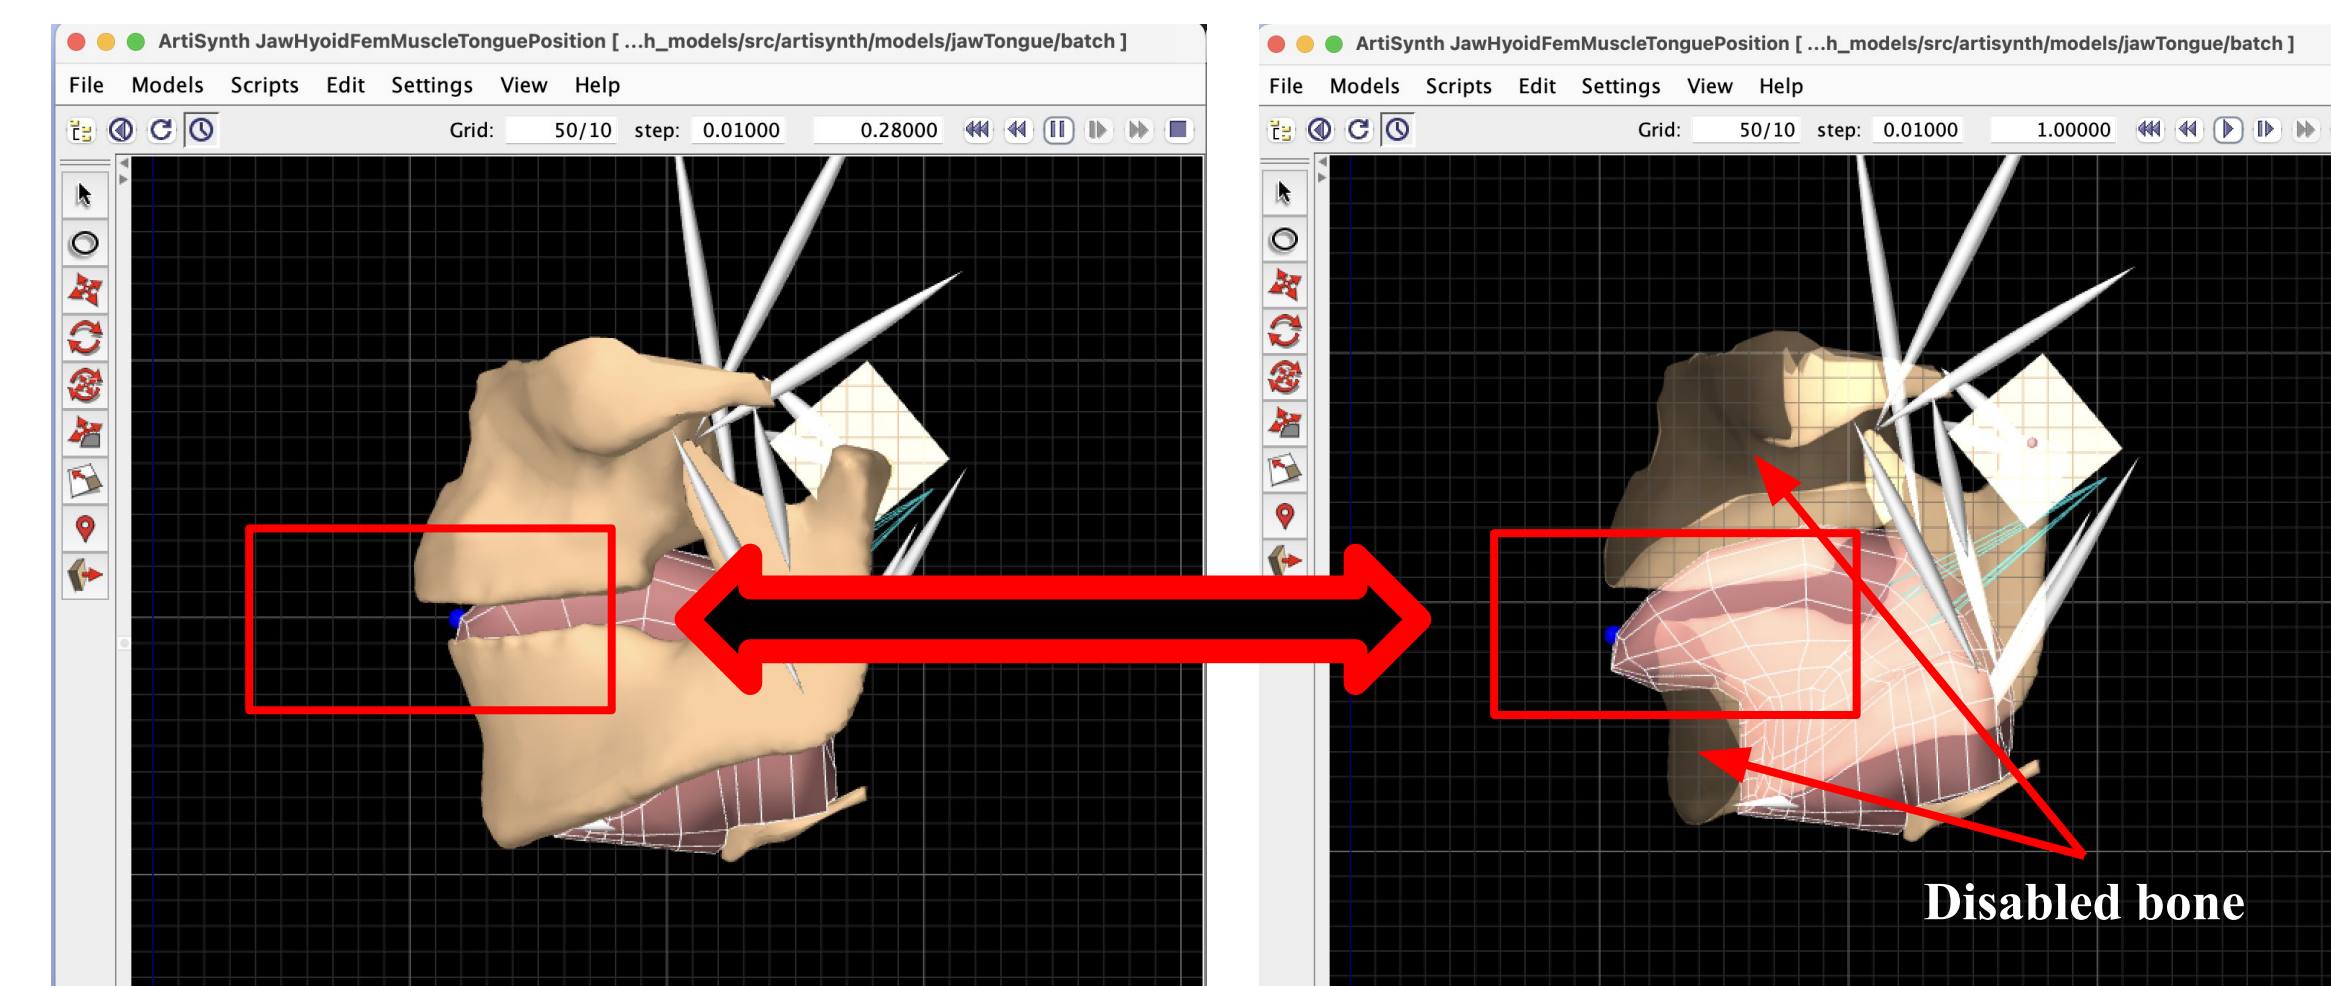 ArtiSynth JawHyoidFemMuscleTonguePosition [ ...h_models/src/artisynth/models/jawTongue/batch ]
File Models Scripts Edit Settings View Help
Grid: 50/10 step: 0.01000 0.28000
ArtiSynth JawHyoidFemMuscleTonguePosition [ ...h_models/src/artisynth/models/jawTongue/batch ]
File Models Scripts Edit Settings View Help
Grid: 50/10 step: 0.01000 1.00000
Disabled bone